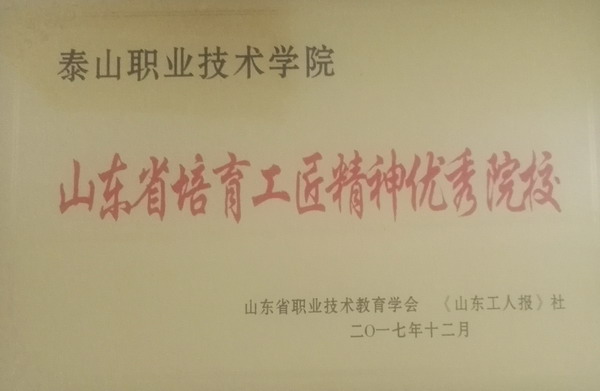 泰山职业技术学院
山东省培育工匠精神优秀院校
山东省职业技术教育学会 《山东工人报》社
二〇一七年十二月